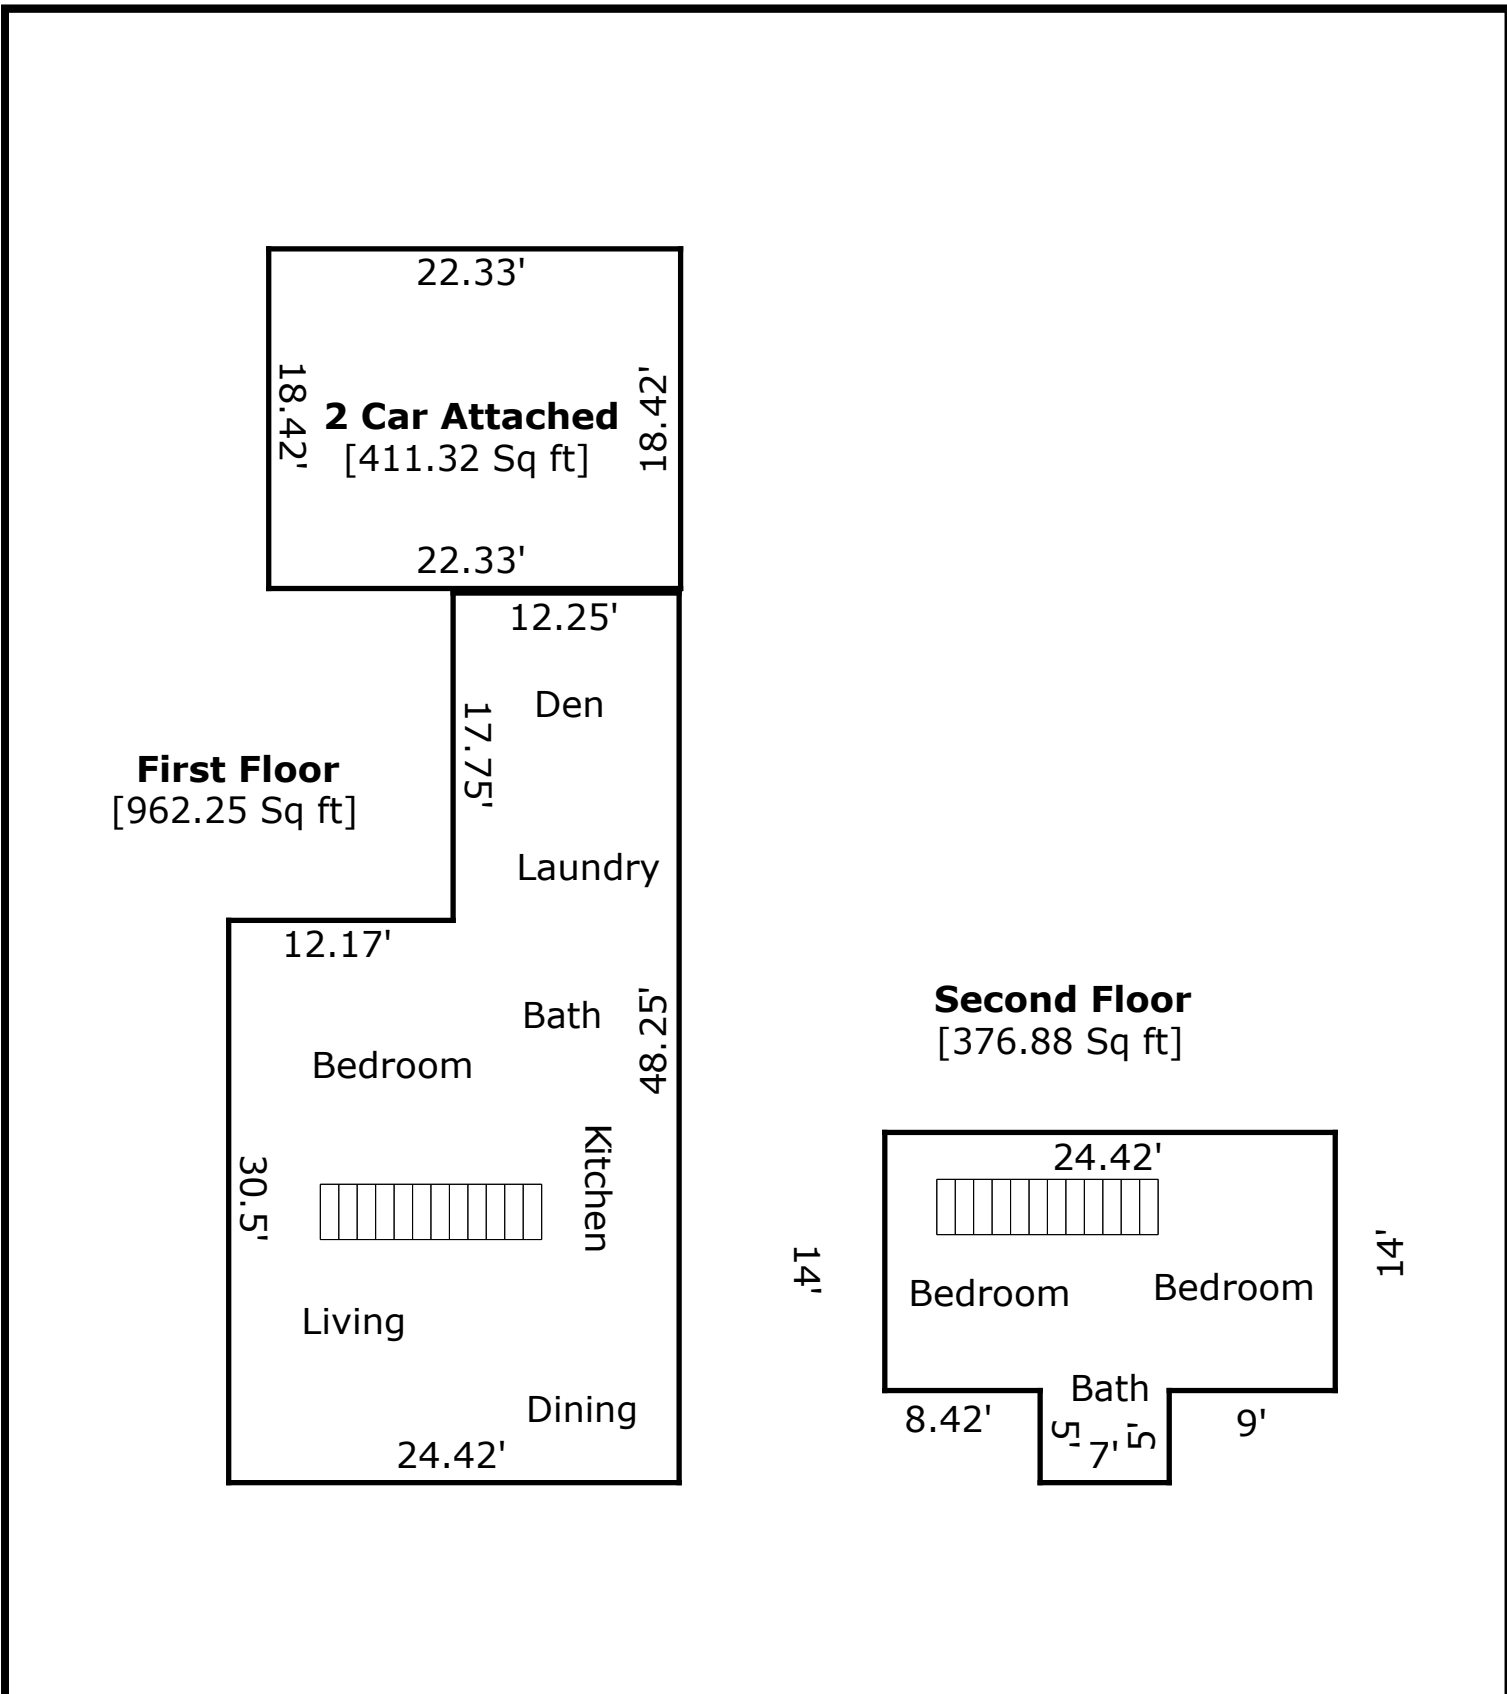 22.33'
18.42'
2 Car Attached
18.42'
[411.32 Sq ft]
22.33'
12.25'
Den
17.75'
First Floor
[962.25 Sq ft]
Laundry
12.17'
Bath
48.25'
Bedroom
Kitchen
30.5'
Living
Dining
24.42'
Second Floor
[376.88 Sq ft]
24.42'
14'
14'
Bedroom
Bedroom
Bath
8.42'
5'
7'
5'
9'